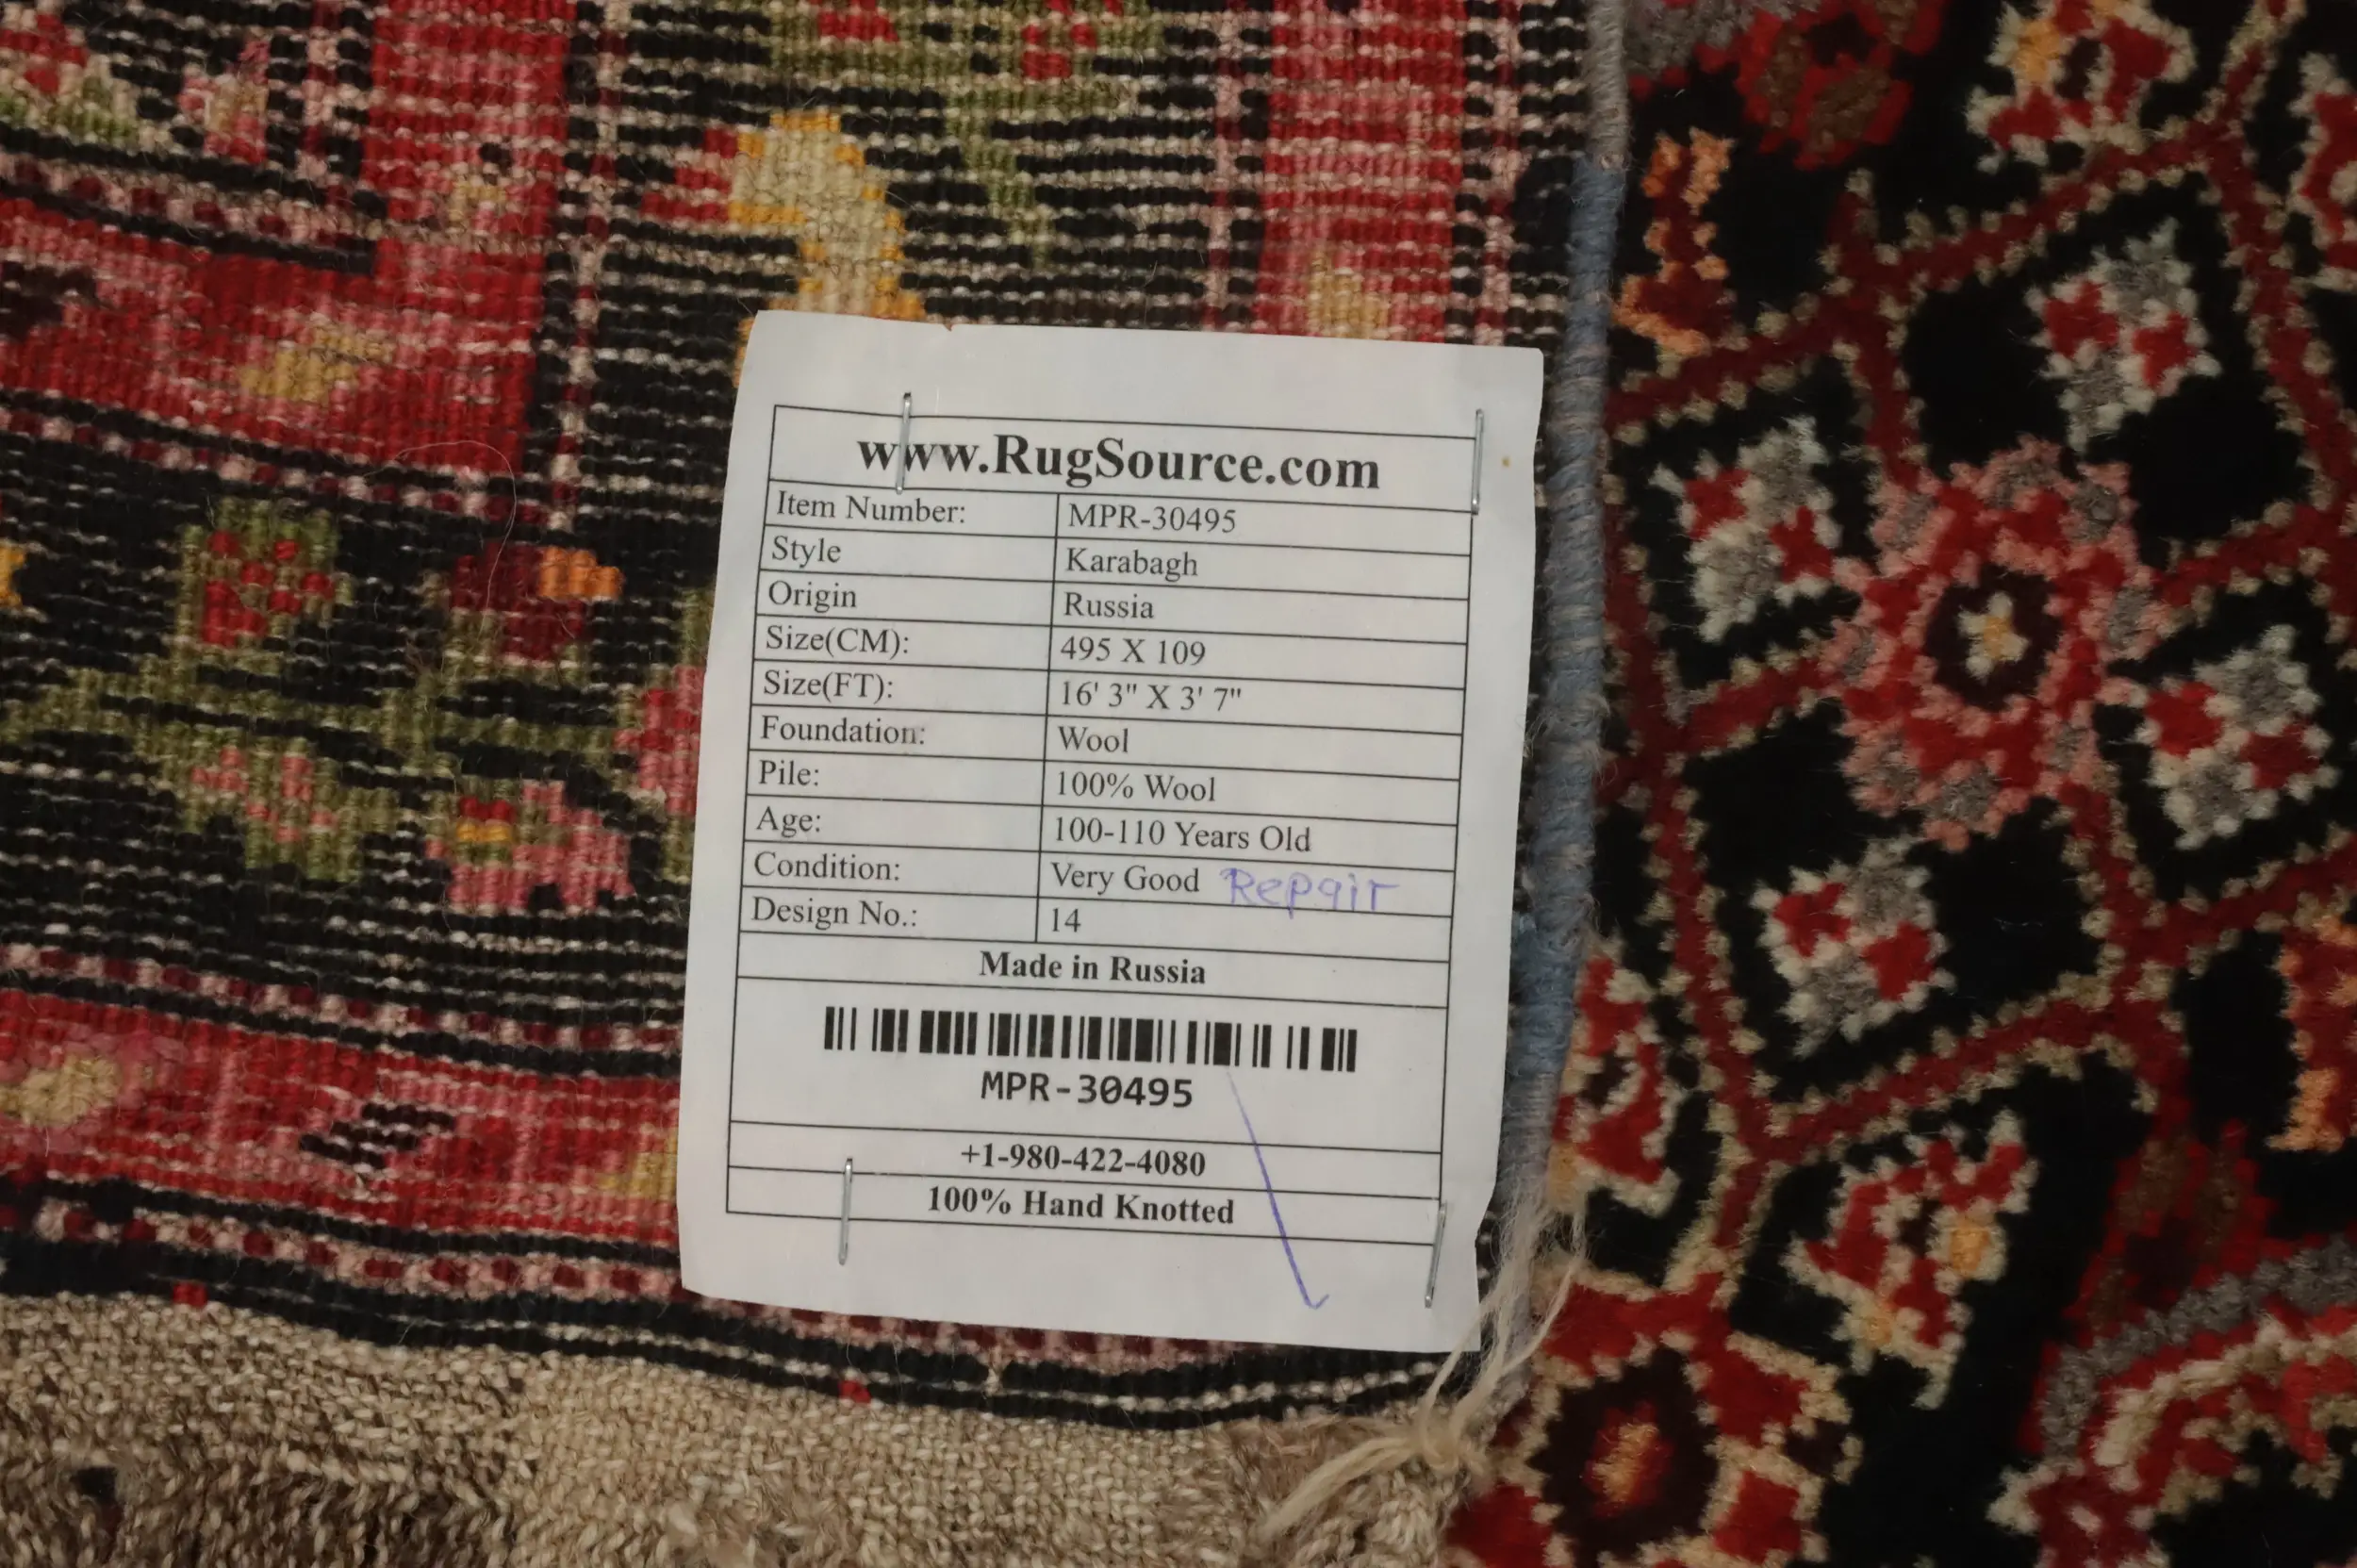 www.RugSource.com
Item Number: MPR-30495
Style Karabagh
Origin Russia
Size(CM): 495 X 109
Size(FT): 16' 3" X 3' 7"
Foundation: Wool
Pile: 100% Wool
Age: 100-110 Years Old
Condition: Very Good Repair
Design No.: 14
Made in Russia
MPR-30495
+1-980-422-4080
100% Hand Knotted